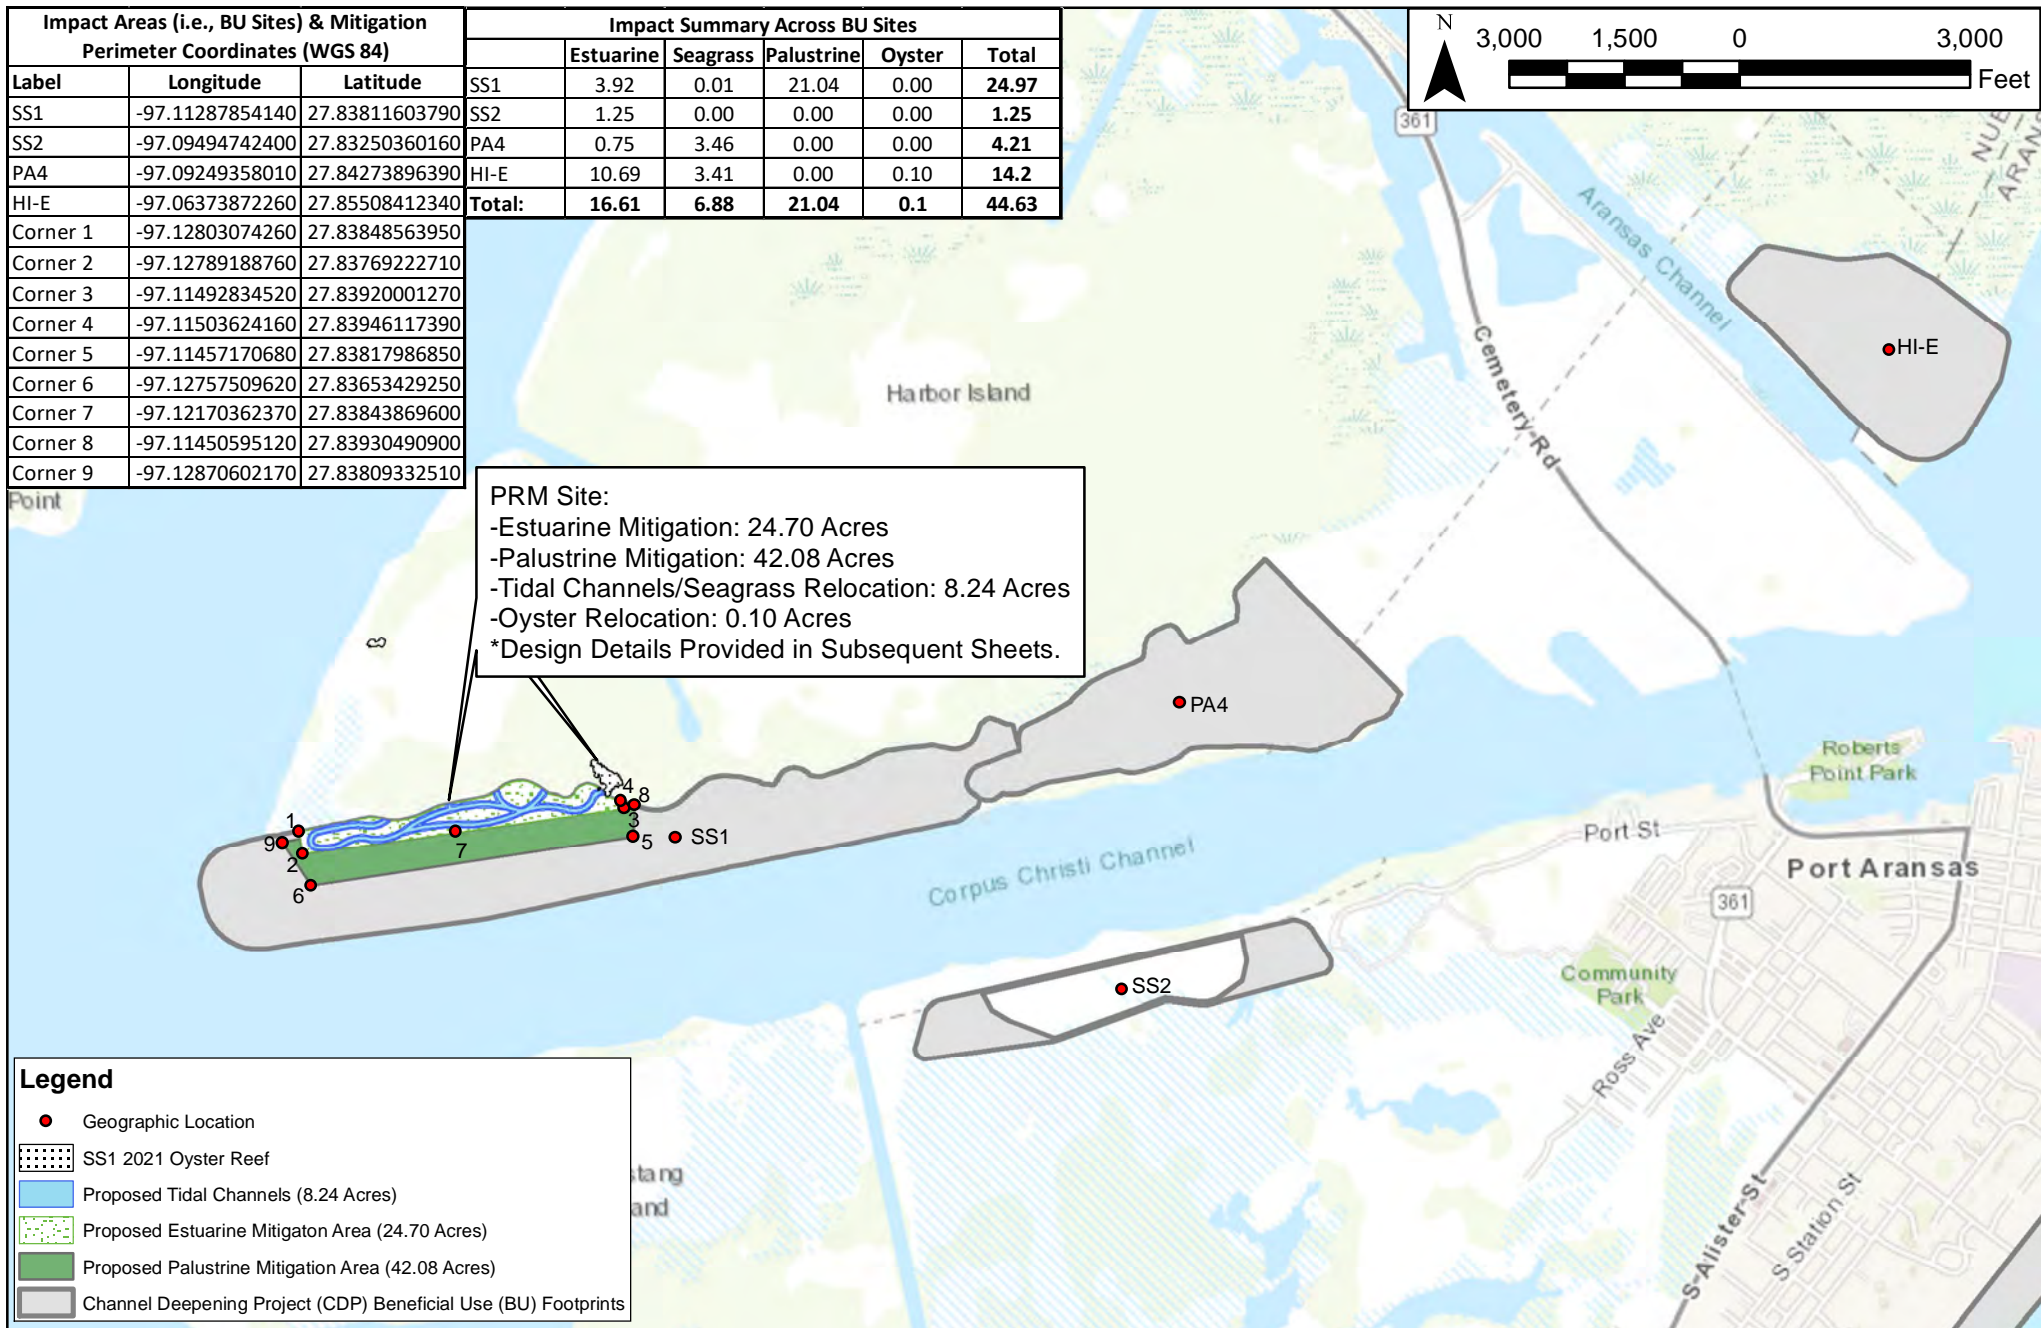 Impact Areas (i.e., BU Sites) & Mitigation
Perimeter Coordinates (WGS 84)
Label Longitude Latitude
SS1 -97.11287854140 27.83811603790
SS2 -97.09494742400 27.83250360160
PA4 -97.09249358010 27.84273896390
HI-E -97.06373872260 27.85508412340
Corner 1 -97.12803074260 27.83848563950
Corner 2 -97.12789188760 27.83769222710
Corner 3 -97.11492834520 27.83920001270
Corner 4 -97.11503624160 27.83946117390
Corner 5 -97.11457170680 27.83817986850
Corner 6 -97.12757509620 27.83653429250
Corner 7 -97.12170362370 27.83843869600
Corner 8 -97.11450595120 27.83930490900
Corner 9 -97.12870602170 27.83809332510
Impact Summary Across BU Sites
Estuarine Seagrass Palustrine Oyster Total
SS1 3.92 0.01 21.04 0.00 24.97
SS2 1.25 0.00 0.00 0.00 1.25
PA4 0.75 3.46 0.00 0.00 4.21
HI-E 10.69 3.41 0.00 0.10 14.2
Total: 16.61 6.88 21.04 0.1 44.63
N
3,000 1,500 0 3,000
Feet
361
NUE
ARAN
Aransas Channel
Cemetery Rd
HI-E
Harbor Island
Point
PRM Site:
-Estuarine Mitigation: 24.70 Acres
-Palustrine Mitigation: 42.08 Acres
-Tidal Channels/Seagrass Relocation: 8.24 Acres
-Oyster Relocation: 0.10 Acres
*Design Details Provided in Subsequent Sheets.
PA4
Roberts
Point Park
4
8
1
3
9
7
5
SS1
2
6
Port St
Port Aransas
Corpus Christi Channel
361
SS2
Community
Park
Ross Ave
S Alister St
S Station St
stang
and
Legend
Geographic Location
SS1 2021 Oyster Reef
Proposed Tidal Channels (8.24 Acres)
Proposed Estuarine Mitigaton Area (24.70 Acres)
Proposed Palustrine Mitigation Area (42.08 Acres)
Channel Deepening Project (CDP) Beneficial Use (BU) Footprints